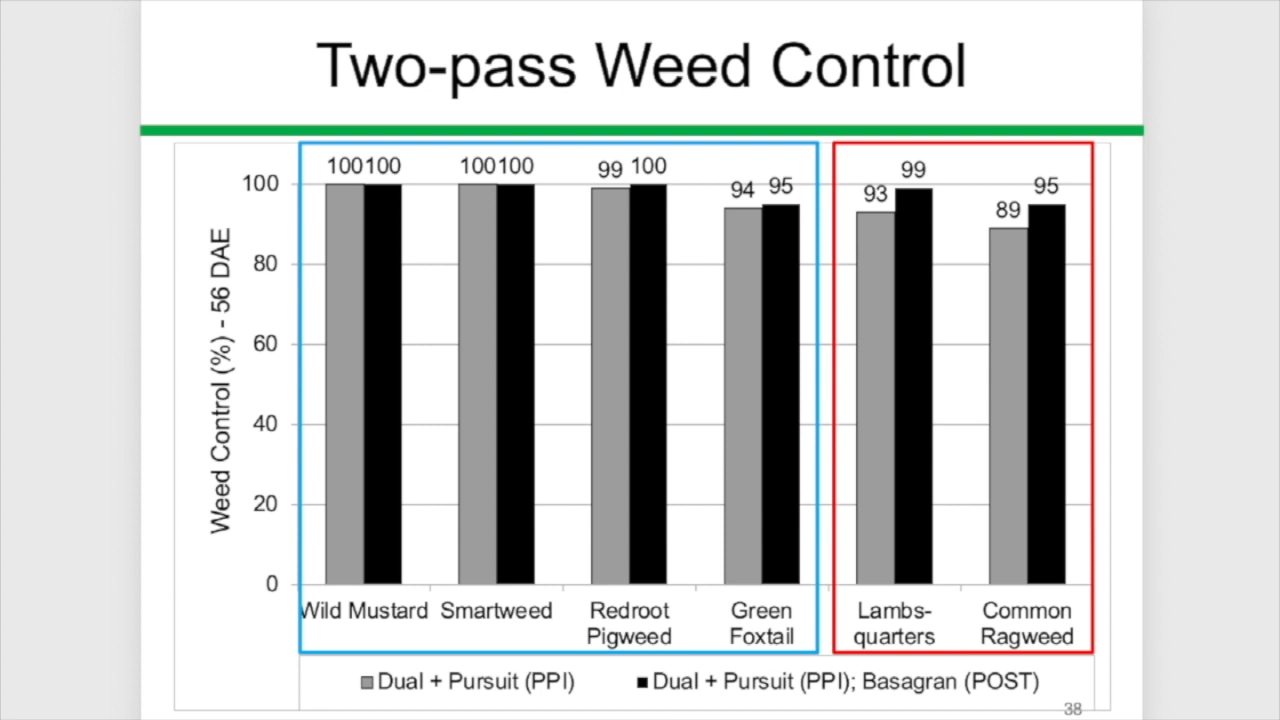 Two-pass Weed Control
100 100 100 100 99 100 94 95 93 99 89 95
100
80
60
40
20
0
Weed Control (%) - 56 DAE
Wild Mustard Smartweed Redroot Pigweed Green Foxtail Lambs-quarters Common Ragweed
Dual + Pursuit (PPI) Dual + Pursuit (PPI); Basagran (POST)
38